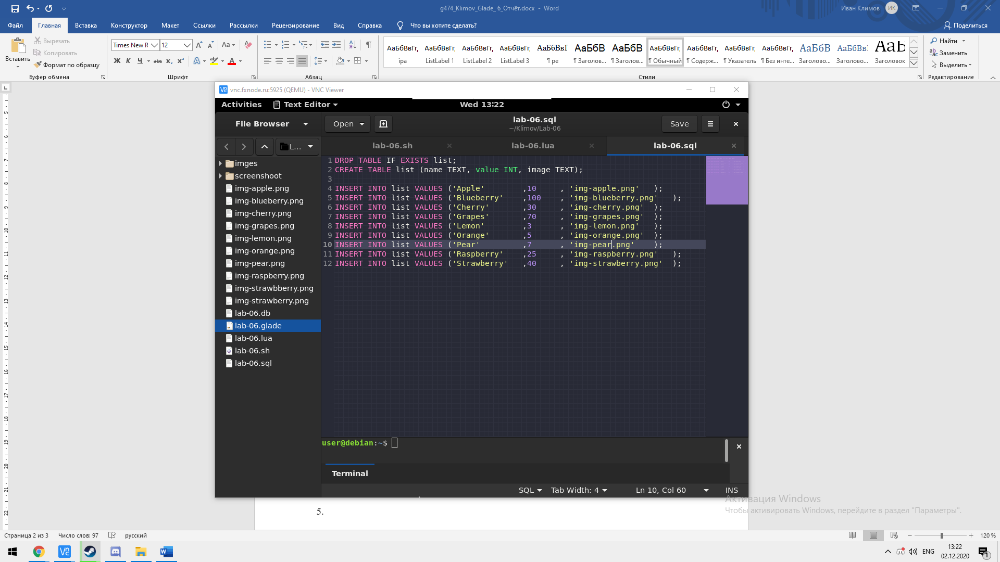 g474_Klimov_Glade_ 6_Отчёт.docx - Word
Иван Климов ИК
Файл Главная Вставка Конструктор Макет Ссылки Рассылки Рецензирование Вид Справка Что вы хотите сделать? Поделиться
Вставить
Вырезать
Копировать
Формат по образцу
Буфер обмена
Times New R 12
Ж К Ч abc x₂ x²
Шрифт
Абзац
АаБбВвГг, АаБбВвГг, АаБбВвГг, АаБбВвГг, АаБбВвІ АаБбВ АаБбВ АаБбВвГг, АаБбВвГг, АаБбВвГг, АаБбВвГг, АаБбВ АаБбВв. АаЬ
ipa ListLabel 1 ListLabel 2 ListLabel 3 ¶ pe ¶ Заголов... ¶ Заголов... ¶ Обычный ¶ Содерж... ¶ Указатель ¶ Без инте... Заголово... Заголово... Заголовок
Стили
Найти
Заменить
Выделить
Редактирование
vnc.fxnode.ru:5925 (QEMU) - VNC Viewer
Activities Text Editor Wed 13:22
File Browser Open lab-06.sql Save
~/Klimov/Lab-06
L... lab-06.sh lab-06.lua lab-06.sql
imges
screenshoot
img-apple.png
img-blueberry.png
img-cherry.png
img-grapes.png
img-lemon.png
img-orange.png
img-pear.png
img-raspberry.png
img-strawbberry.png
img-strawberry.png
lab-06.db
lab-06.glade
lab-06.lua
lab-06.sh
lab-06.sql
1 DROP TABLE IF EXISTS list;
2 CREATE TABLE list (name TEXT, value INT, image TEXT);
3
4 INSERT INTO list VALUES ('Apple' ,10 , 'img-apple.png' );
5 INSERT INTO list VALUES ('Blueberry' ,100 , 'img-blueberry.png' );
6 INSERT INTO list VALUES ('Cherry' ,30 , 'img-cherry.png' );
7 INSERT INTO list VALUES ('Grapes' ,70 , 'img-grapes.png' );
8 INSERT INTO list VALUES ('Lemon' ,3 , 'img-lemon.png' );
9 INSERT INTO list VALUES ('Orange' ,5 , 'img-orange.png' );
10 INSERT INTO list VALUES ('Pear' ,7 , 'img-pear.png' );
11 INSERT INTO list VALUES ('Raspberry' ,25 , 'img-raspberry.png' );
12 INSERT INTO list VALUES ('Strawberry' ,40 , 'img-strawberry.png' );
user@debian:~$
Terminal
SQL Tab Width: 4 Ln 10, Col 60 INS
5.
Активация Windows
Чтобы активировать Windows, перейдите в раздел "Параметры".
Страница 2 из 3 Число слов: 97 русский 120 %
ENG 13:22
02.12.2020
1